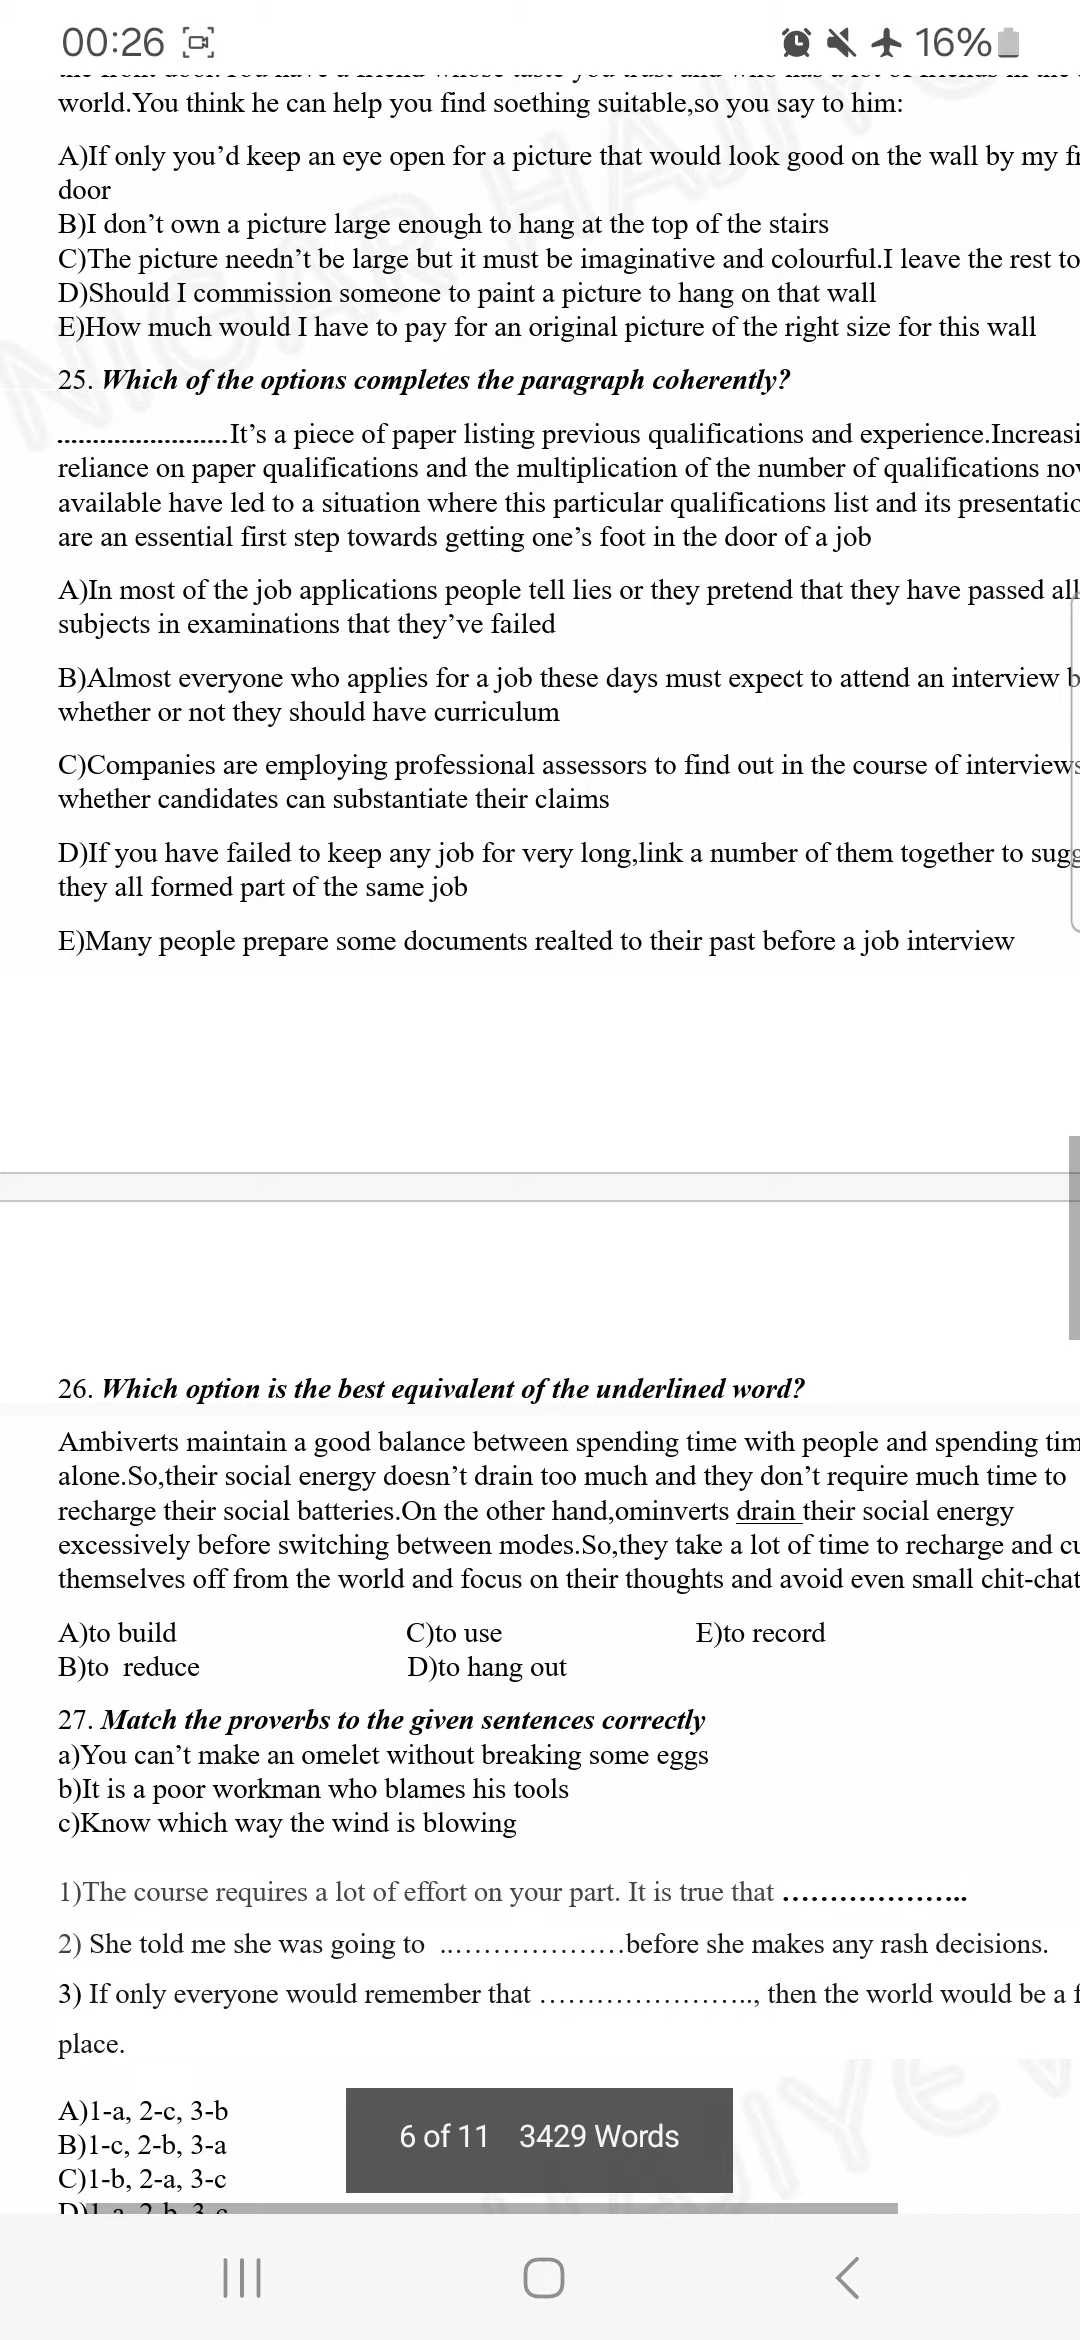 00:26 16%
world.You think he can help you find soething suitable,so you say to him:
A)If only you’d keep an eye open for a picture that would look good on the wall by my
door
B)I don’t own a picture large enough to hang at the top of the stairs
C)The picture needn’t be large but it must be imaginative and colourful.I leave the rest to
D)Should I commission someone to paint a picture to hang on that wall
E)How much would I have to pay for an original picture of the right size for this wall
25. Which of the options completes the paragraph coherently?
........................It’s a piece of paper listing previous qualifications and experience.Increasi
reliance on paper qualifications and the multiplication of the number of qualifications no
available have led to a situation where this particular qualifications list and its presentatio
are an essential first step towards getting one’s foot in the door of a job
A)In most of the job applications people tell lies or they pretend that they have passed all
subjects in examinations that they’ve failed
B)Almost everyone who applies for a job these days must expect to attend an interview b
whether or not they should have curriculum
C)Companies are employing professional assessors to find out in the course of interviews
whether candidates can substantiate their claims
D)If you have failed to keep any job for very long,link a number of them together to sugg
they all formed part of the same job
E)Many people prepare some documents realted to their past before a job interview
26. Which option is the best equivalent of the underlined word?
Ambiverts maintain a good balance between spending time with people and spending tim
alone.So,their social energy doesn’t drain too much and they don’t require much time to
recharge their social batteries.On the other hand,ominverts drain their social energy
excessively before switching between modes.So,they take a lot of time to recharge and cu
themselves off from the world and focus on their thoughts and avoid even small chit-chat
A)to build C)to use E)to record
B)to reduce D)to hang out
27. Match the proverbs to the given sentences correctly
a)You can’t make an omelet without breaking some eggs
b)It is a poor workman who blames his tools
c)Know which way the wind is blowing
1)The course requires a lot of effort on your part. It is true that ......................
2) She told me she was going to .....................before she makes any rash decisions.
3) If only everyone would remember that ........................, then the world would be a f
place.
A)1-a, 2-c, 3-b
B)1-c, 2-b, 3-a
C)1-b, 2-a, 3-c
D)1-a, 2-b, 3-c
6 of 11 3429 Words